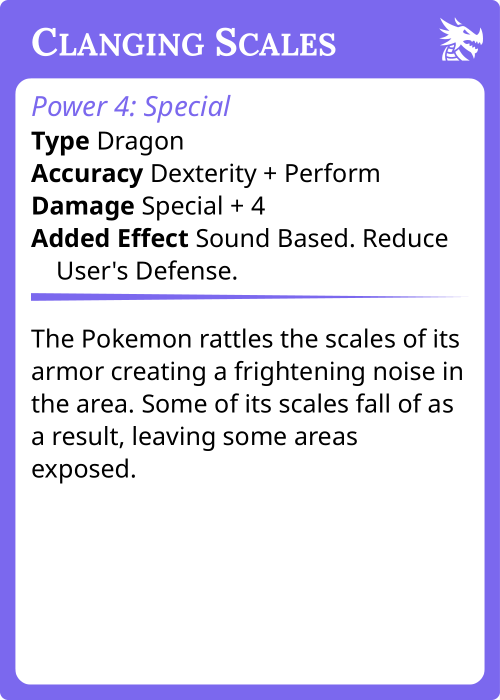 Clanging Scales
Power 4: Special
Type Dragon
Accuracy Dexterity + Perform
Damage Special + 4
Added Effect Sound Based. Reduce
User's Defense.
The Pokemon rattles the scales of its
armor creating a frightening noise in
the area. Some of its scales fall of as
a result, leaving some areas
exposed.